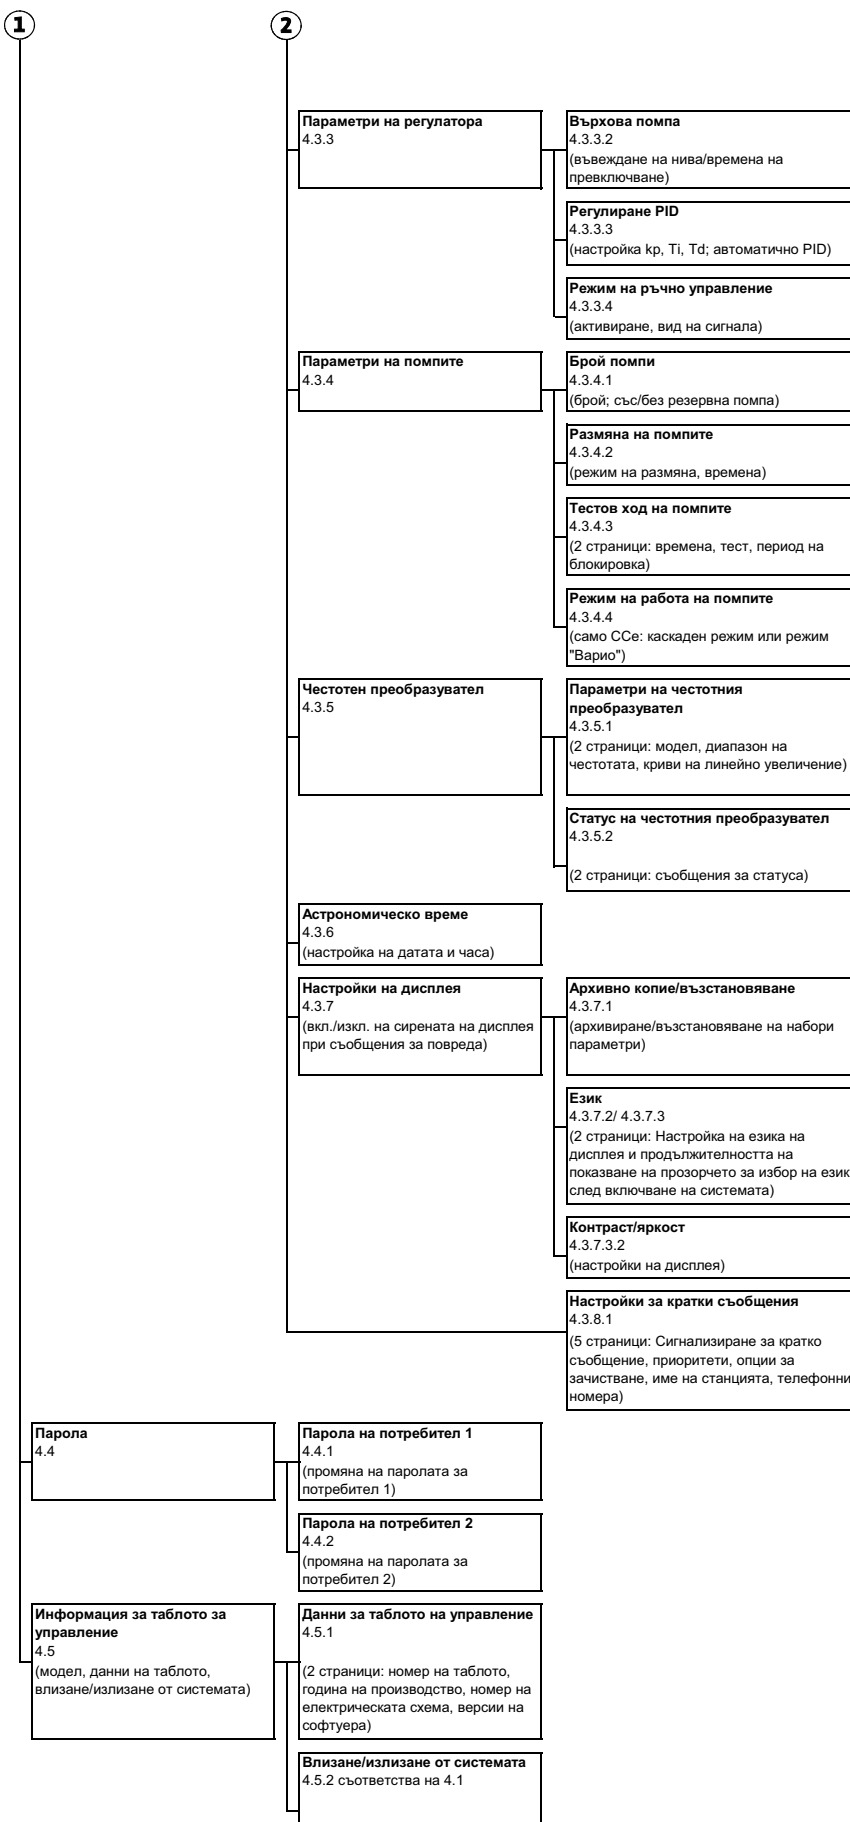 1
2
Параметри на регулатора
4.3.3
Върхова помпа
4.3.3.2
(въвеждане на нива/времена на
превключване)
Регулиране PID
4.3.3.3
(настройка kp, Ti, Td; автоматично PID)
Режим на ръчно управление
4.3.3.4
(активиране, вид на сигнала)
Параметри на помпите
4.3.4
Брой помпи
4.3.4.1
(брой; със/без резервна помпа)
Размяна на помпите
4.3.4.2
(режим на размяна, времена)
Тестов ход на помпите
4.3.4.3
(2 страници: времена, тест, период на
блокировка)
Режим на работа на помпите
4.3.4.4
(само CCe: каскаден режим или режим
"Варио")
Честотен преобразувател
4.3.5
Параметри на честотния
преобразувател
4.3.5.1
(2 страници: модел, диапазон на
честотата, криви на линейно увеличение)
Статус на честотния преобразувател
4.3.5.2
(2 страници: съобщения за статуса)
Астрономическо време
4.3.6
(настройка на датата и часа)
Настройки на дисплея
4.3.7
(вкл./изкл. на сирената на дисплея
при съобщения за повреда)
Архивно копие/възстановяване
4.3.7.1
(архивиране/възстановяване на набори
параметри)
Език
4.3.7.2/ 4.3.7.3
(2 страници: Настройка на езика на
дисплея и продължителността на
показване на прозорчето за избор на език
след включване на системата)
Контраст/яркост
4.3.7.3.2
(настройки на дисплея)
Настройки за кратки съобщения
4.3.8.1
(5 страници: Сигнализиране за кратко
съобщение, приоритети, опции за
зачистване, име на станцията, телефонни
номера)
Парола
4.4
Парола на потребител 1
4.4.1
(промяна на паролата за
потребител 1)
Парола на потребител 2
4.4.2
(промяна на паролата за
потребител 2)
Информация за таблото за
управление
4.5
(модел, данни на таблото,
влизане/излизане от системата)
Данни за таблото на управление
4.5.1
(2 страници: номер на таблото,
година на производство, номер на
електрическата схема, версии на
софтуера)
Влизане/излизане от системата
4.5.2 съответства на 4.1